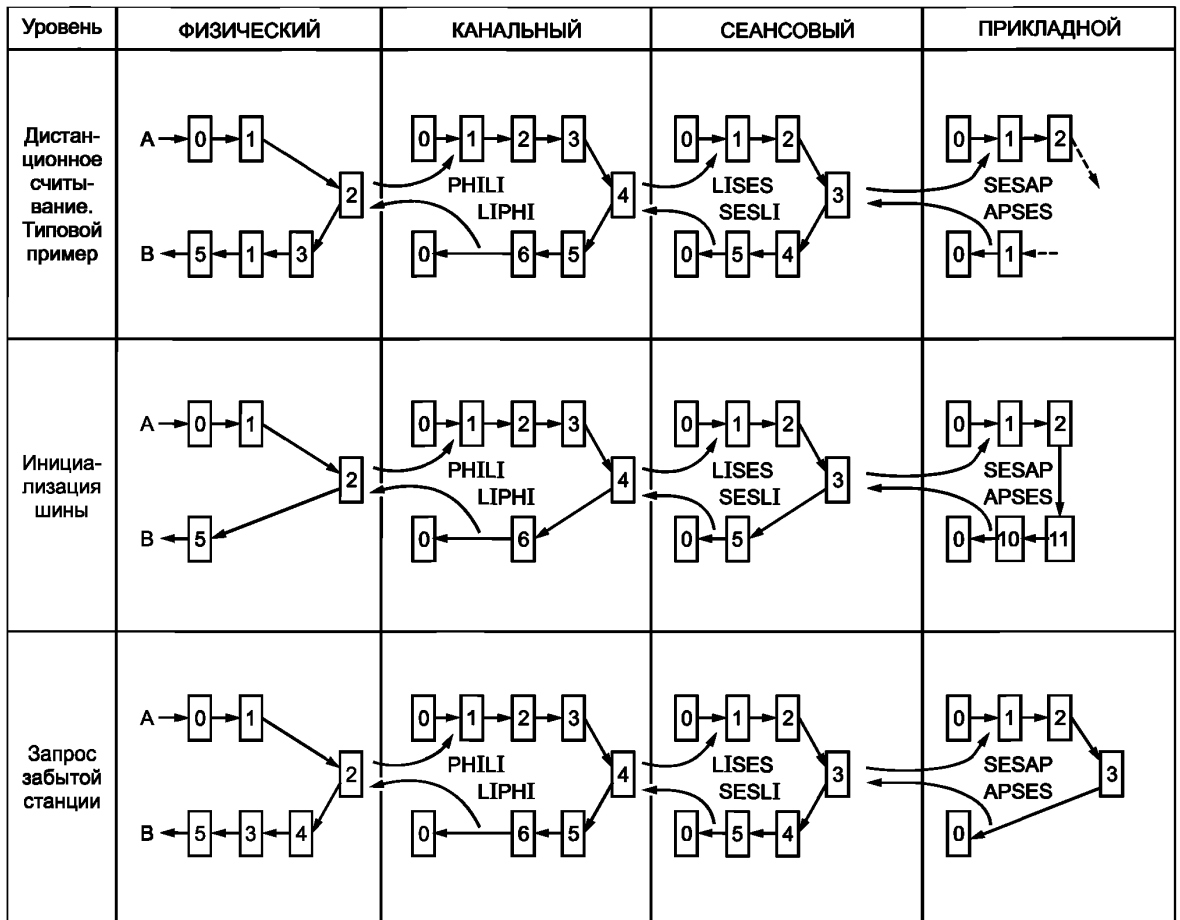 Уровень ФИЗИЧЕСКИЙ КАНАЛЬНЫЙ СЕАНСОВЫЙ ПРИКЛАДНОЙ
Дистан-
ционное
считы-
вание.
Типовой
пример
A 0 1 0 1 2 3 0 1 2 0 1 2
2 PHILI 4 LISES 3 SESAP
LIPHI SESLI APSES
B 5 1 3 0 6 5 0 5 4 0 1
Инициа-
лизация
шины
A 0 1 0 1 2 3 0 1 2 0 1 2
2 PHILI 4 LISES 3 SESAP
LIPHI SESLI APSES
B 5 0 6 0 5 0 10 11
Запрос
забытой
станции
A 0 1 0 1 2 3 0 1 2 0 1 2
2 PHILI 4 LISES 3 SESAP 3
LIPHI SESLI APSES
B 5 3 4 0 6 5 0 5 4 0